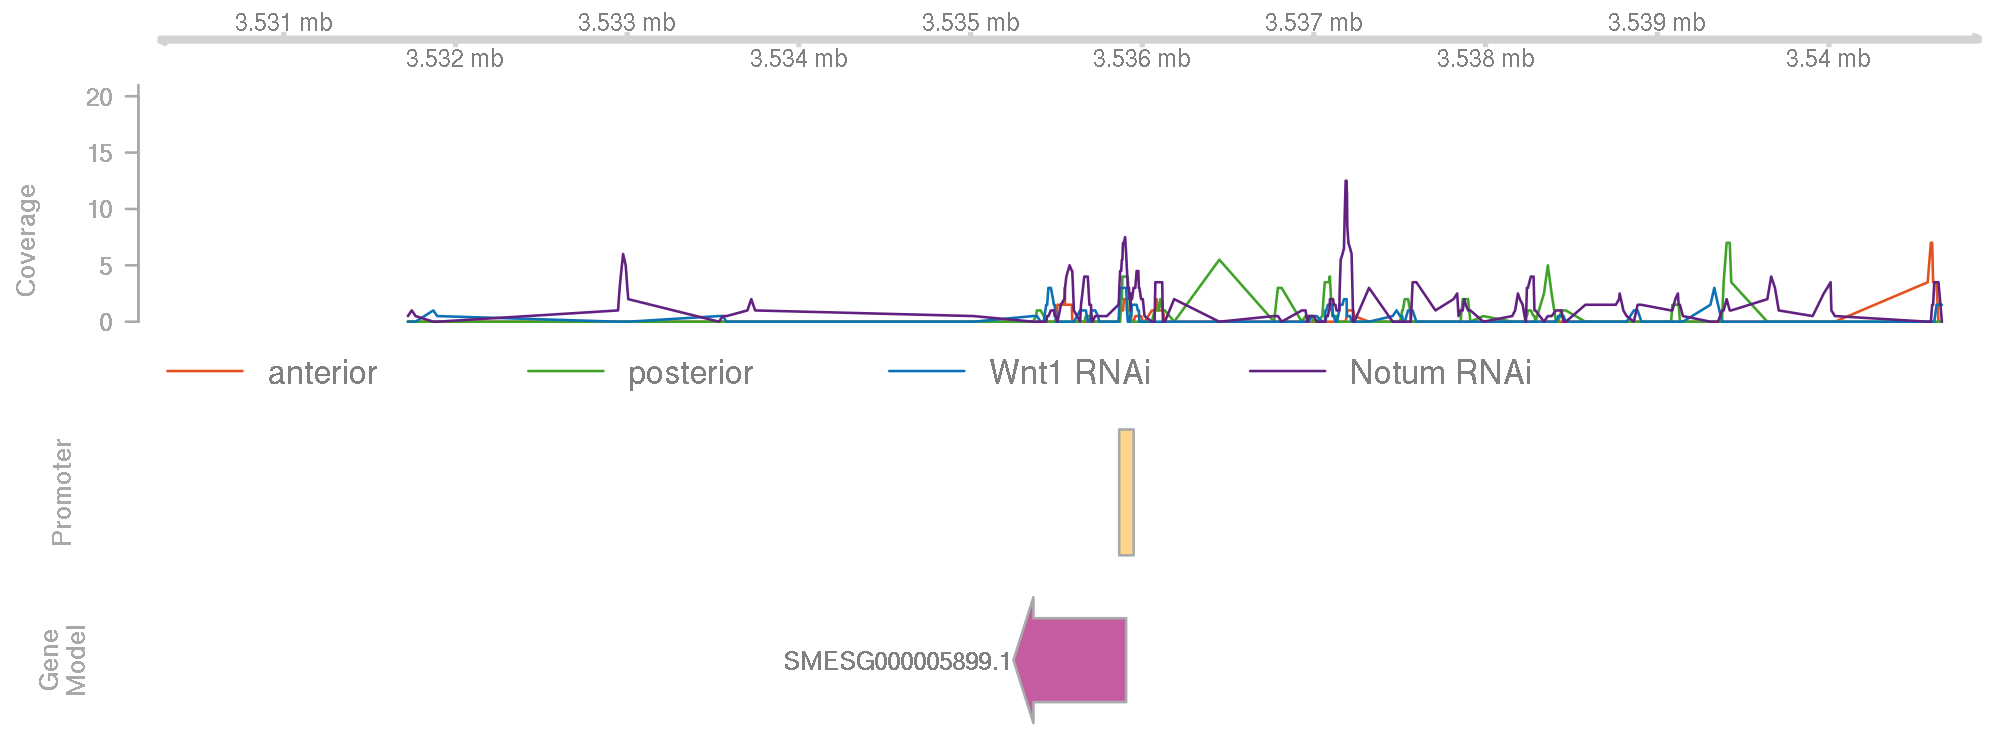 3.531 mb 3.533 mb 3.535 mb 3.537 mb 3.539 mb
3.532 mb 3.534 mb 3.536 mb 3.538 mb 3.54 mb
Coverage
20
15
10
5
0
anterior posterior Wnt1 RNAi Notum RNAi
Promoter
Gene
Model
SMESG000005899.1